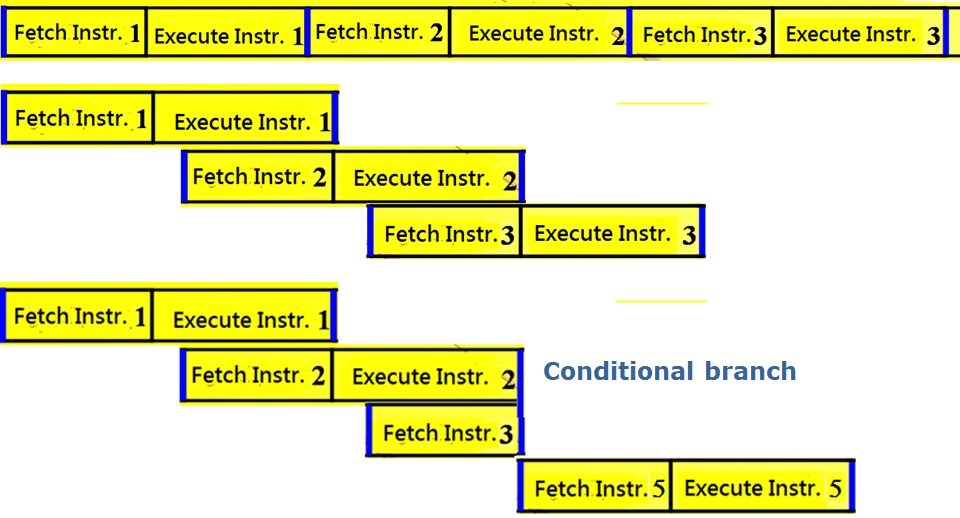 Fetch Instr. 1 Execute Instr. 1 Fetch Instr. 2 Execute Instr. 2 Fetch Instr. 3 Execute Instr. 3
Fetch Instr. 1 Execute Instr. 1
Fetch Instr. 2 Execute Instr. 2
Fetch Instr. 3 Execute Instr. 3
Fetch Instr. 1 Execute Instr. 1
Fetch Instr. 2 Execute Instr. 2 Conditional branch
Fetch Instr. 3
Fetch Instr. 5 Execute Instr. 5